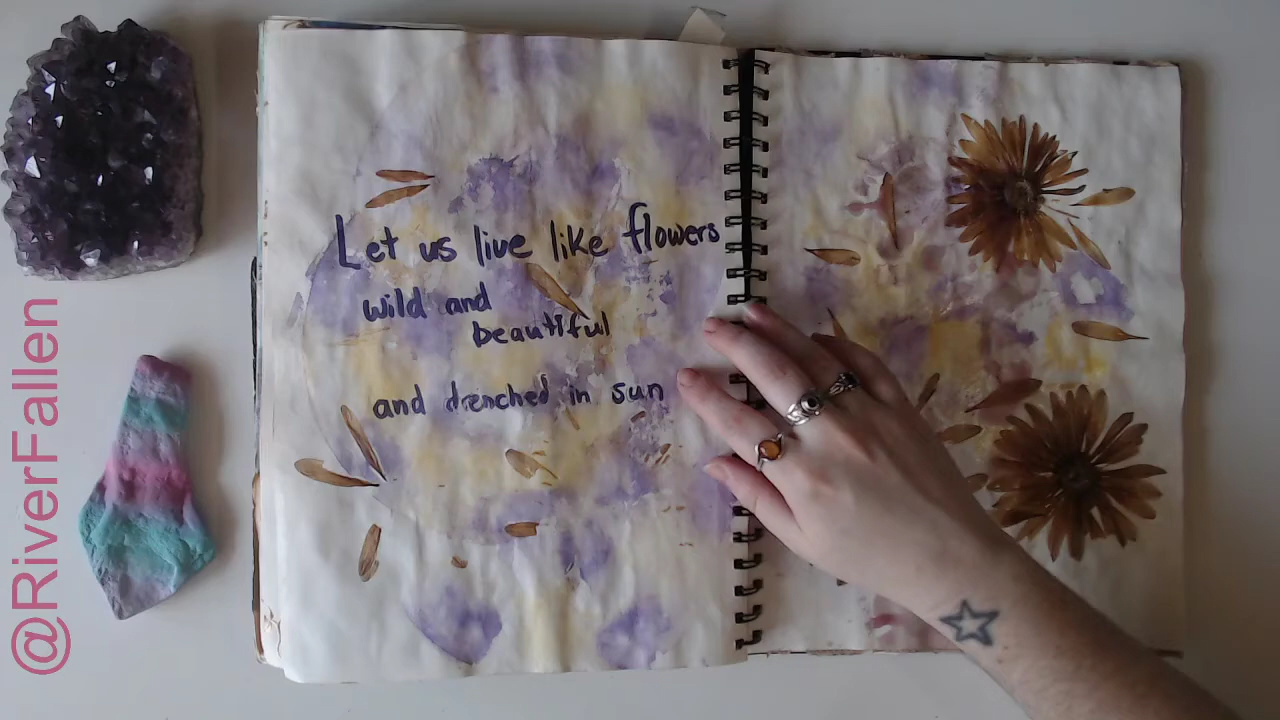 @RiverFallen
Let us live like flowers
wild and
beautiful
and drenched in sun